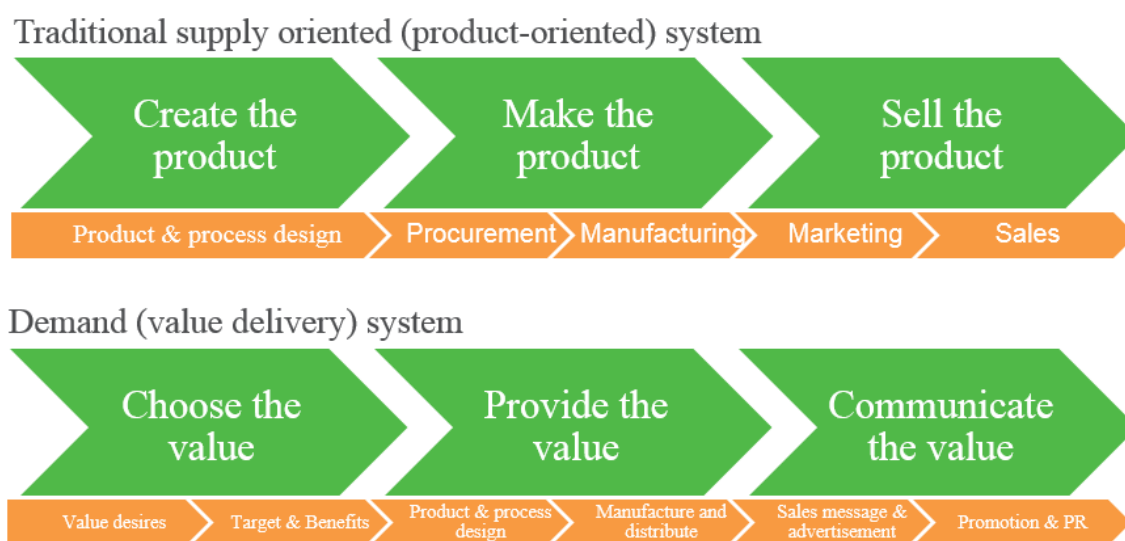 Traditional supply oriented (product-oriented) system
Create the
product
Make the
product
Sell the
product
Product & process design
Procurement
Manufacturing
Marketing
Sales
Demand (value delivery) system
Choose the
value
Provide the
value
Communicate
the value
Value desires
Target & Benefits
Product & process
design
Manufacture and
distribute
Sales message &
advertisement
Promotion & PR